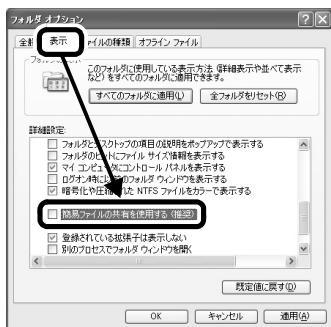 フォルダ オプション
全般 表示 ファイルの種類 オフライン ファイル
このフォルダに使用している表示方法 (詳細表示や並べて表示
など) をすべてのフォルダに適用できます。
すべてのフォルダに適用(L) 全フォルダをリセット(R)
詳細設定:
フォルダとデスクトップの項目の説明をポップアップで表示する
フォルダのヒントにファイル サイズ情報を表示する
マイ コンピュータにコントロール パネルを表示する
ログオン時に以前のフォルダ ウィンドウを表示する
暗号化や圧縮された NTFS ファイルをカラーで表示する
簡易ファイルの共有を使用する (推奨)
登録されている拡張子は表示しない
別のプロセスでフォルダ ウィンドウを開く
既定値に戻す(D)
OK キャンセル 適用(A)